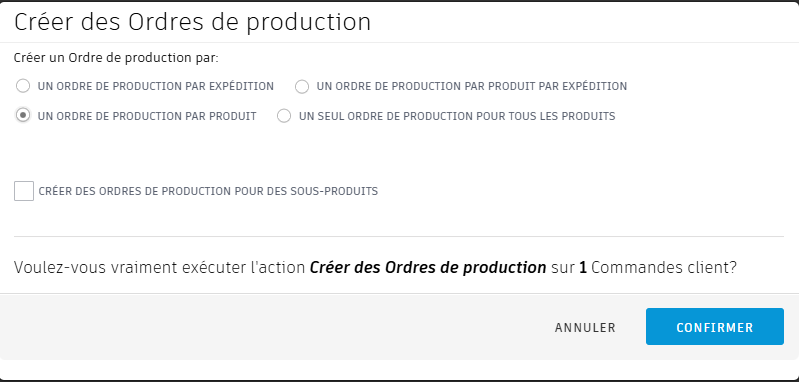 Créer des Ordres de production
Créer un Ordre de production par:
UN ORDRE DE PRODUCTION PAR EXPÉDITION UN ORDRE DE PRODUCTION PAR PRODUIT PAR EXPÉDITION
UN ORDRE DE PRODUCTION PAR PRODUIT UN SEUL ORDRE DE PRODUCTION POUR TOUS LES PRODUITS
CRÉER DES ORDRES DE PRODUCTION POUR DES SOUS-PRODUITS
Voulez-vous vraiment exécuter l'action Créer des Ordres de production sur 1 Commandes client?
ANNULER CONFIRMER